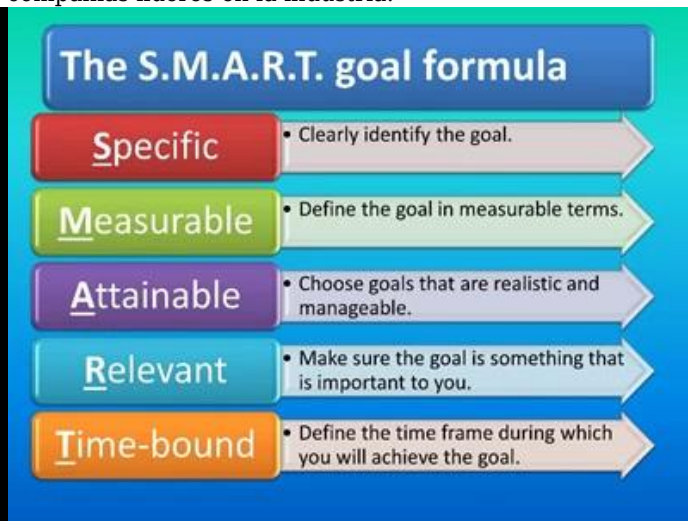 The S.M.A.R.T. goal formula
Specific
• Clearly identify the goal.
Measurable
• Define the goal in measurable terms.
Attainable
• Choose goals that are realistic and
manageable.
Relevant
• Make sure the goal is something that
is important to you.
Time-bound
• Define the time frame during which
you will achieve the goal.